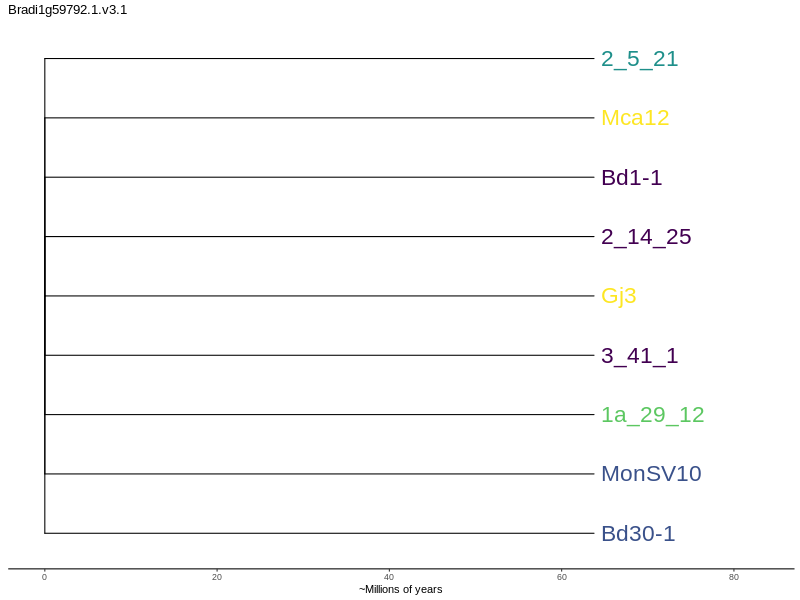 Bradi1g59792.1.v3.1
2_5_21
Mca12
Bd1-1
2_14_25
Gj3
3_41_1
1a_29_12
MonSV10
Bd30-1
0 20 40 60 80
~Millions of years